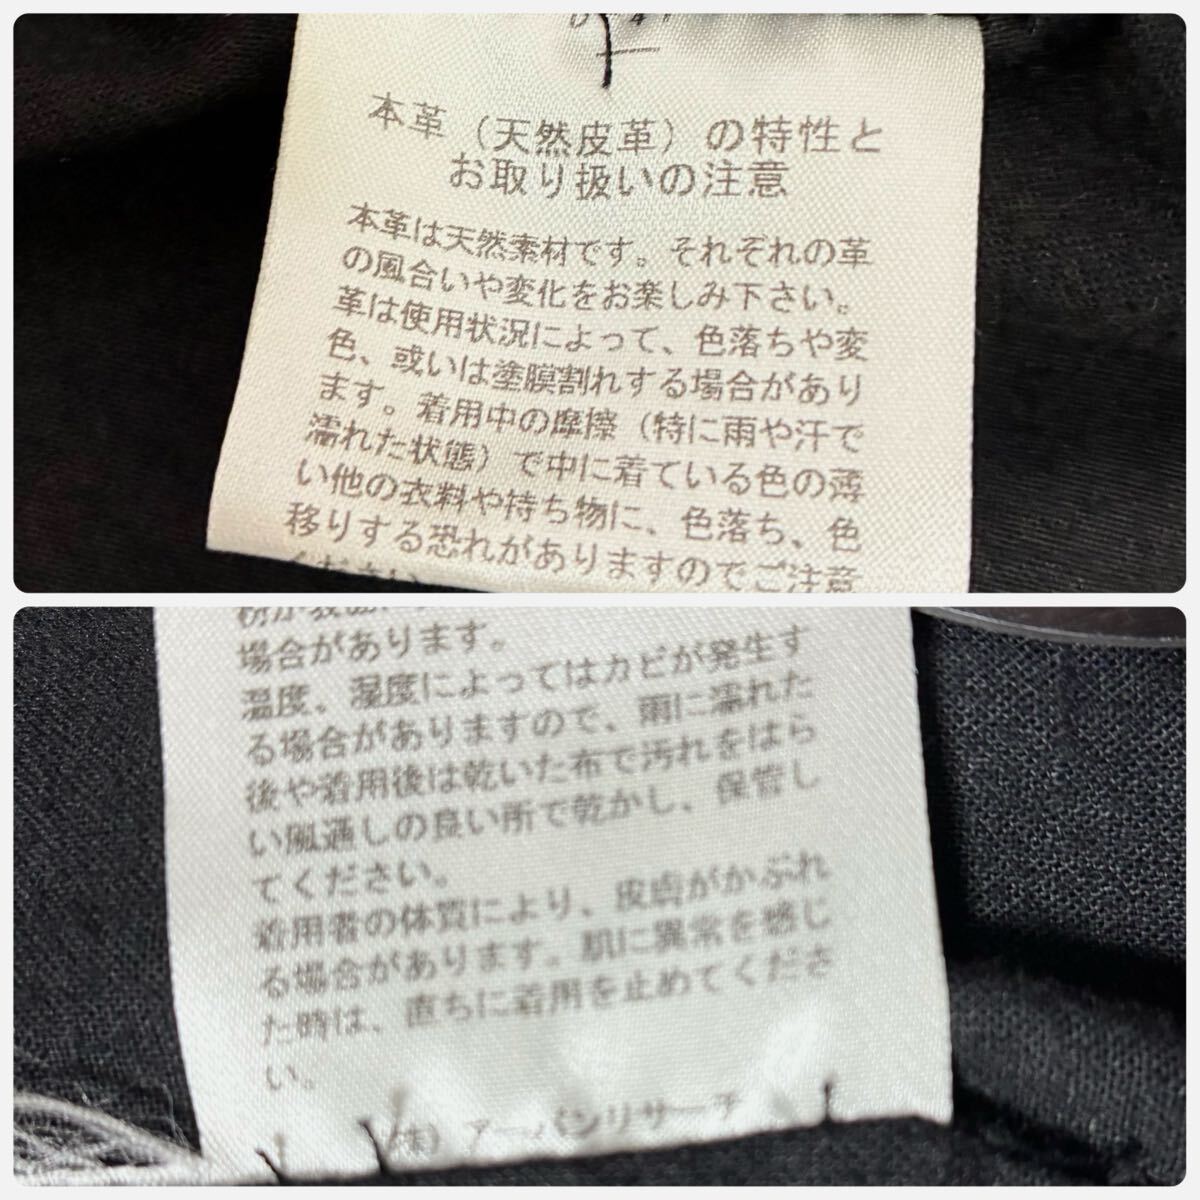 本革（天然皮革）の特性と
お取り扱いの注意
本革は天然素材です。それぞれの革
の風合いや変化をお楽しみ下さい。
革は使用状況によって、色落ちや変
色、或いは塗膜割れする場合があり
ます。着用中の摩擦（特に雨や汗で
濡れた状態）で中に着ている色の薄
い他の衣料や持ち物に、色落ち、色
移りする恐れがありますのでご注意
ください
場合があります。
温度、湿度によってはカビが発生す
る場合がありますので、雨に濡れた
後や着用後は乾いた布で汚れをはら
い風通しの良い所で乾かし、保管し
てください。
着用者の体質により、皮膚がかぶれ
る場合があります。肌に異常を感じ
た時は、直ちに着用を止めてくださ
い。
(株) アーバンリサーチ